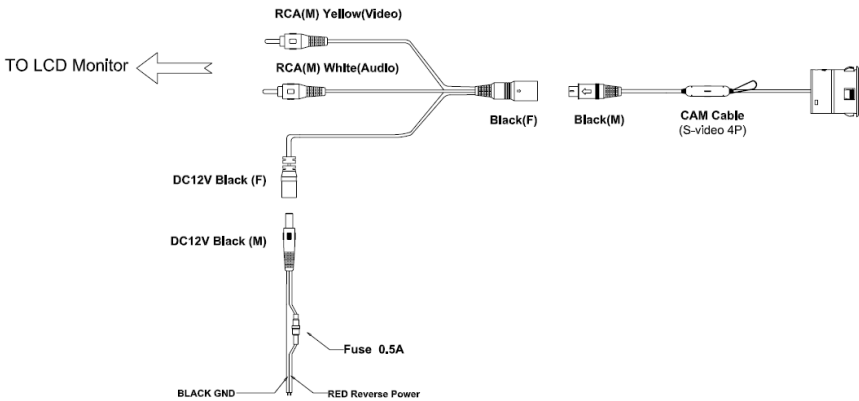 RCA(M) Yellow(Video)
TO LCD Monitor
RCA(M) White(Audio)
Black(F)
Black(M)
CAM Cable
(S-video 4P)
DC12V Black (F)
DC12V Black (M)
Fuse 0.5A
BLACK GND
RED Reverse Power